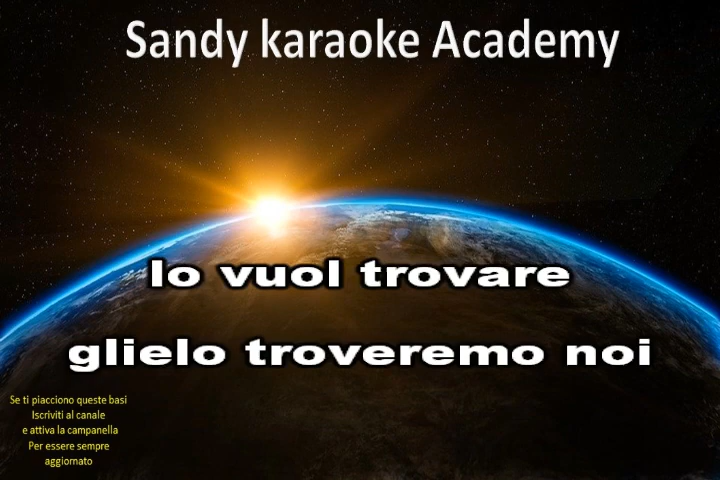 Sandy karaoke Academy
lo vuol trovare
glielo troveremo noi
Se ti piacciono queste basi
Iscriviti al canale
e attiva la campanella
Per essere sempre
aggiornato